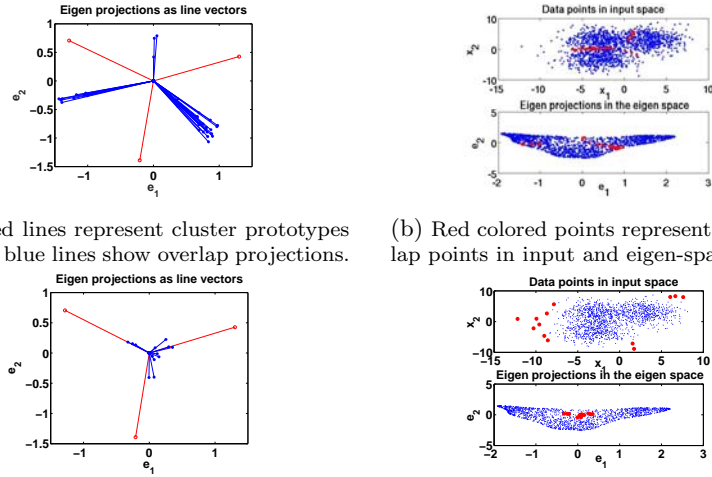 Eigen projections as line vectors
1
0.5
0
−0.5
−1
−1.5
e2
−1 0 1
e1
Data points in input space
10
0
−10
x2
−15 −10 −5 0 5 10
x1
Eigen projections in the eigen space
5
0
−5
e2
−2 −1 0 1 2 3
e1
ed lines represent cluster prototypes
blue lines show overlap projections.
(b) Red colored points represent
lap points in input and eigen-spa
Eigen projections as line vectors
1
0.5
0
−0.5
−1
−1.5
e2
−1 0 1
e1
Data points in input space
10
0
−10
x2
−15 −10 −5 0 5 10
x1
Eigen projections in the eigen space
5
0
−5
e2
−2 −1 0 1 2 3
e1